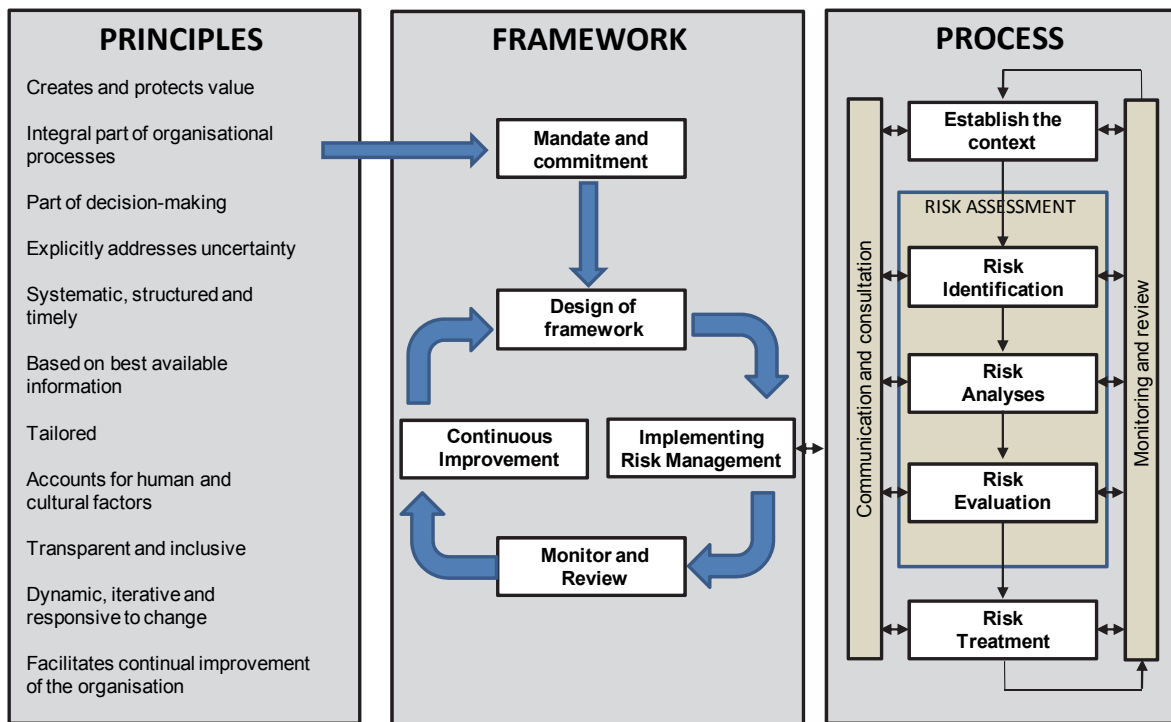 PRINCIPLES
Creates and protects value
Integral part of organisational
processes
Part of decision-making
Explicitly addresses uncertainty
Systematic, structured and
timely
Based on best available
information
Tailored
Accounts for human and
cultural factors
Transparent and inclusive
Dynamic, iterative and
responsive to change
Facilitates continual improvement
of the organisation
FRAMEWORK
Mandate and
commitment
Design of
framework
Continuous
Improvement
Implementing
Risk Management
Monitor and
Review
PROCESS
Communication and consultation
Establish the
context
RISK ASSESSMENT
Risk
Identification
Risk
Analyses
Risk
Evaluation
Risk
Treatment
Monitoring and review